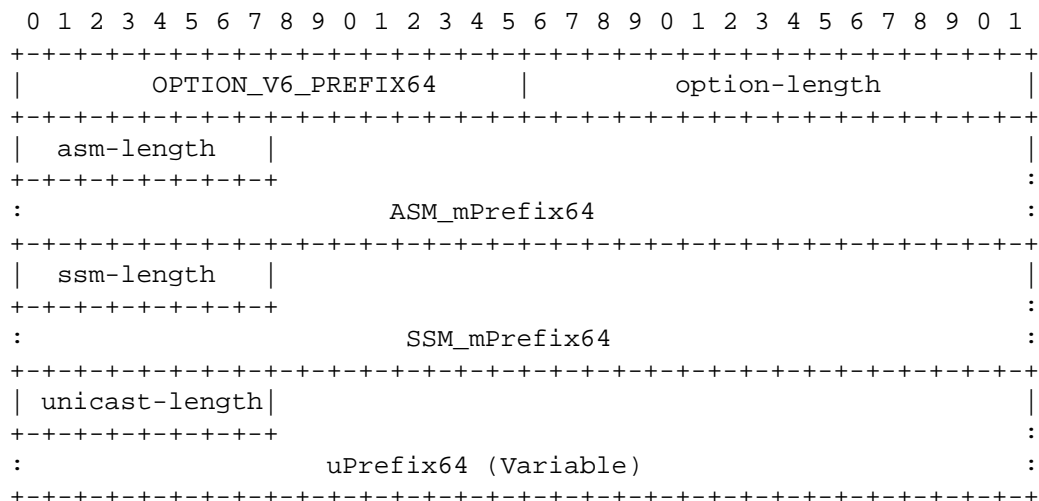 0 1 2 3 4 5 6 7 8 9 0 1 2 3 4 5 6 7 8 9 0 1 2 3 4 5 6 7 8 9 0 1
+-+-+-+-+-+-+-+-+-+-+-+-+-+-+-+-+-+-+-+-+-+-+-+-+-+-+-+-+-+-+-+-+
|       OPTION_V6_PREFIX64      |         option-length         |
+-+-+-+-+-+-+-+-+-+-+-+-+-+-+-+-+-+-+-+-+-+-+-+-+-+-+-+-+-+-+-+-+
|  asm-length   |                                               |
+-+-+-+-+-+-+-+-+                                               :
:                       ASM_mPrefix64                           :
+-+-+-+-+-+-+-+-+-+-+-+-+-+-+-+-+-+-+-+-+-+-+-+-+-+-+-+-+-+-+-+-+
|  ssm-length   |                                               |
+-+-+-+-+-+-+-+-+                                               :
:                        SSM_mPrefix64                          :
+-+-+-+-+-+-+-+-+-+-+-+-+-+-+-+-+-+-+-+-+-+-+-+-+-+-+-+-+-+-+-+-+
| unicast-length|                                               |
+-+-+-+-+-+-+-+-+                                               :
:                   uPrefix64 (Variable)                        :
+-+-+-+-+-+-+-+-+-+-+-+-+-+-+-+-+-+-+-+-+-+-+-+-+-+-+-+-+-+-+-+-+